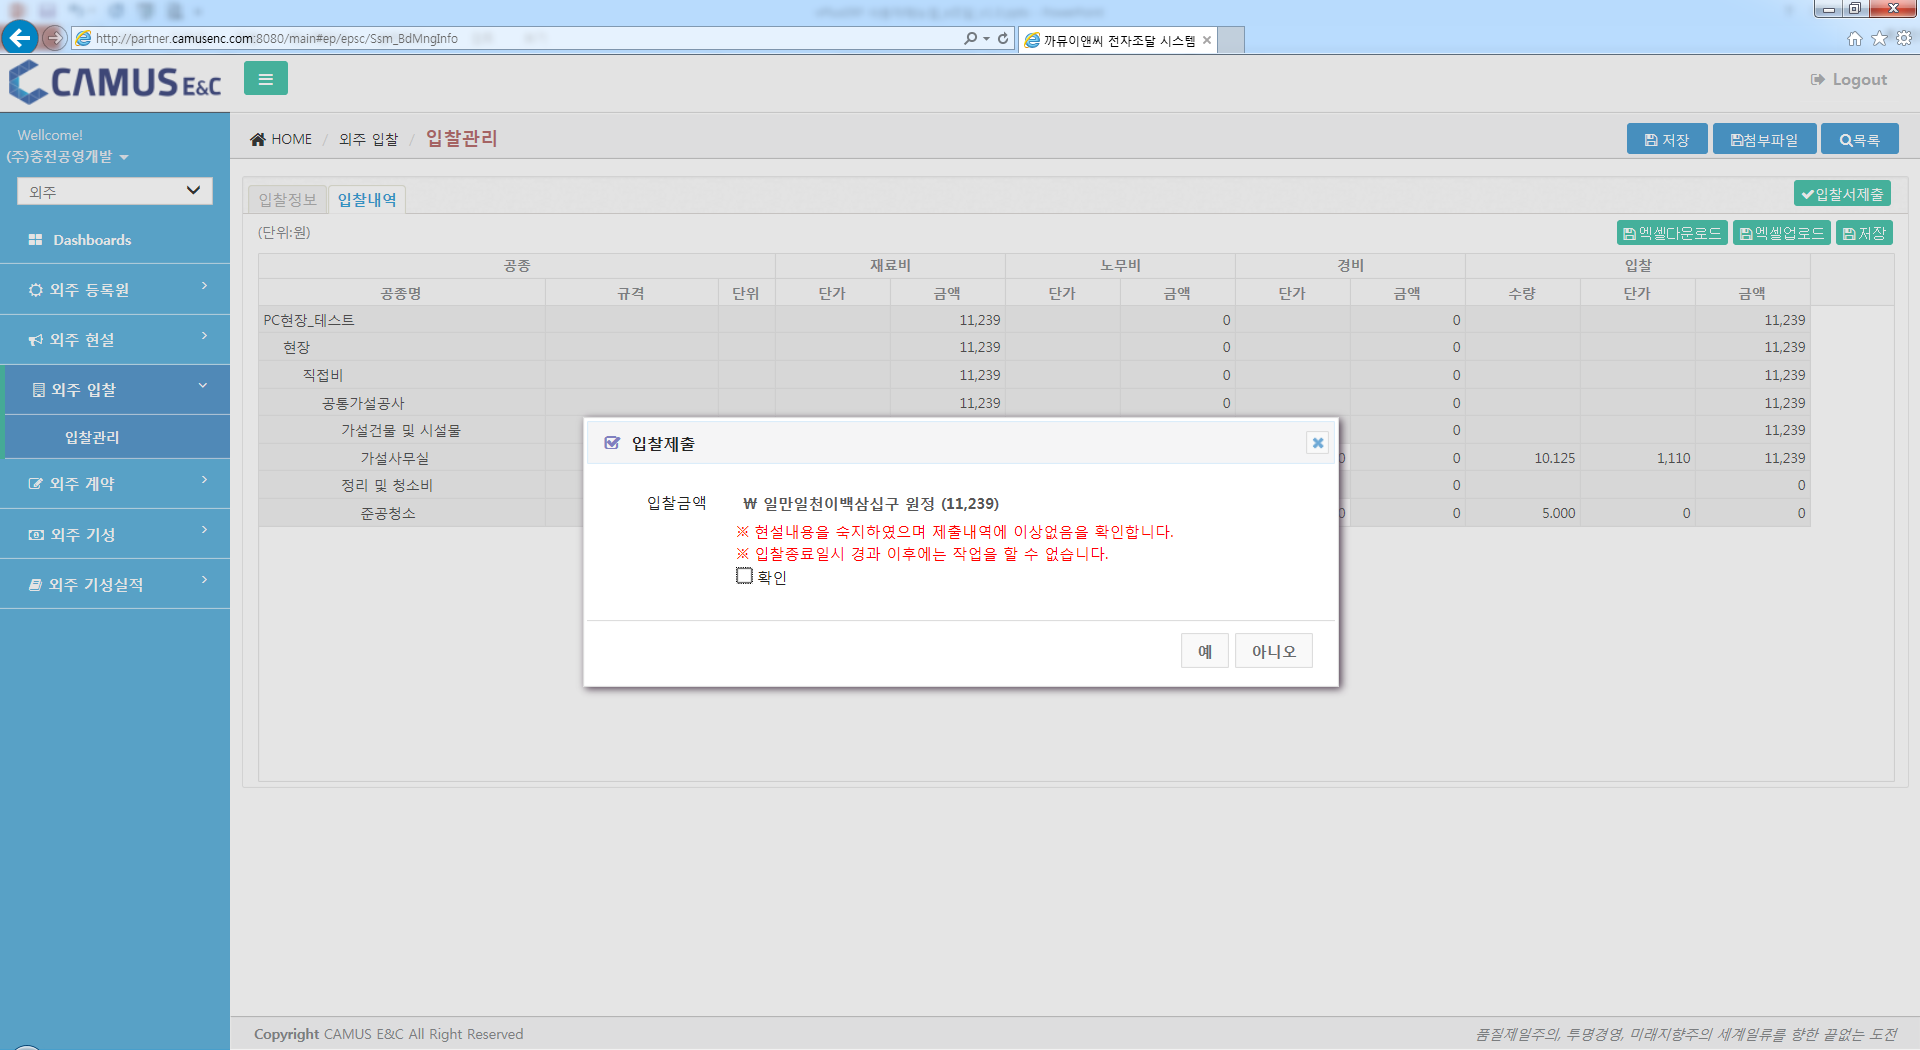 http://partner.camusenc.com:8080/main#ep/epsc/Ssm_BdMngInfo
까뮤이앤씨 전자조달 시스템
CAMUS E&C
Logout
Wellcome!
(주)충전공영개발
외주
Dashboards
외주 등록원
외주 현설
외주 입찰
입찰관리
외주 계약
외주 기성
외주 기성실적
HOME / 외주 입찰 / 입찰관리
저장 첨부파일 목록
입찰정보 입찰내역 입찰서제출
(단위:원) 엑셀다운로드 엑셀업로드 저장
공종 재료비 노무비 경비 입찰
공종명 규격 단위 단가 금액 단가 금액 단가 금액 수량 단가 금액
PC현장_테스트 11,239 0 0 11,239
현장 11,239 0 0 11,239
직접비 11,239 0 0 11,239
공통가설공사 11,239 0 0 11,239
가설건물 및 시설물 0 11,239
가설사무실 0 0 10.125 1,110 11,239
정리 및 청소비 0 0
준공청소 0 0 5.000 0 0
입찰제출
입찰금액 ₩ 일만일천이백삼십구 원정 (11,239)
※ 현설내용을 숙지하였으며 제출내역에 이상없음을 확인합니다.
※ 입찰종료일시 경과 이후에는 작업을 할 수 없습니다.
확인
예 아니오
Copyright CAMUS E&C All Right Reserved
품질제일주의, 투명경영, 미래지향주의 세계일류를 향한 끝없는 도전